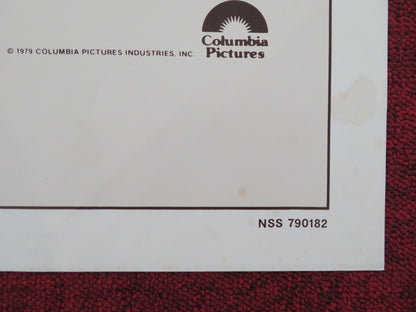 © 1979 COLUMBIA PICTURES INDUSTRIES, INC.
Columbia
Pictures
NSS 790182